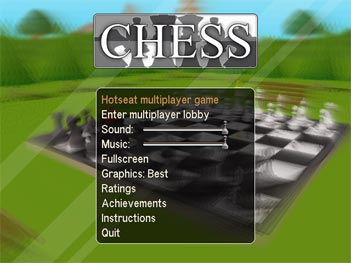 CHESS
Hotseat multiplayer game
Enter multiplayer lobby
Sound:
Music:
Fullscreen
Graphics: Best
Ratings
Achievements
Instructions
Quit